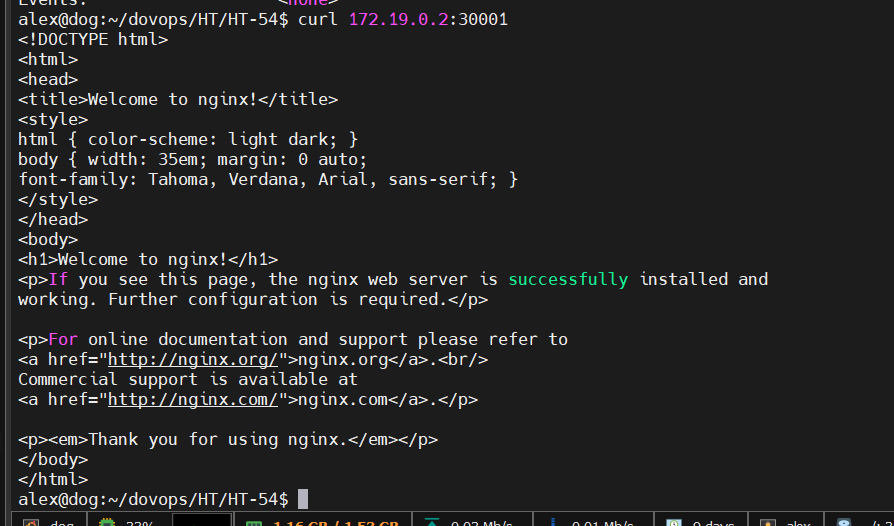 Events: <none>
alex@dog:~/dovops/HT/HT-54$ curl 172.19.0.2:30001
<!DOCTYPE html>
<html>
<head>
<title>Welcome to nginx!</title>
<style>
html { color-scheme: light dark; }
body { width: 35em; margin: 0 auto;
font-family: Tahoma, Verdana, Arial, sans-serif; }
</style>
</head>
<body>
<h1>Welcome to nginx!</h1>
<p>If you see this page, the nginx web server is successfully installed and
working. Further configuration is required.</p>

<p>For online documentation and support please refer to
<a href="http://nginx.org/">nginx.org</a>.<br/>
Commercial support is available at
<a href="http://nginx.com/">nginx.com</a>.</p>

<p><em>Thank you for using nginx.</em></p>
</body>
</html>
alex@dog:~/dovops/HT/HT-54$
dog 33% 1.16 GB / 1.52 GB 0.03 Mb/s 0.01 Mb/s 0 days alex